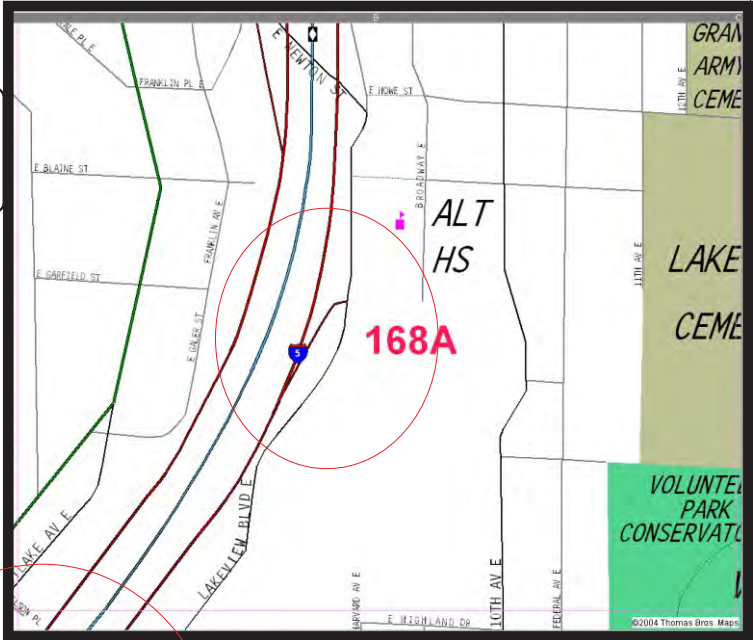 B
C
GRAN
ARMY
CEME
12TH AV E
E NEWTON ST
FRANKLIN PL E
E HOWE ST
E BLAINE ST
BROADWAY E
ALT
HS
FRANKLIN AV E
11TH AV E
LAKE
CEME
E GARFIELD ST
E GALER ST
168A
5
VOLUNTE
PARK
CONSERVATO
LAKE AV E
LAKEVIEW BLVD E
10TH AV E
HARVARD AV E
FEDERAL AV E
E HIGHLAND DR
©2004 Thomas Bros. Maps